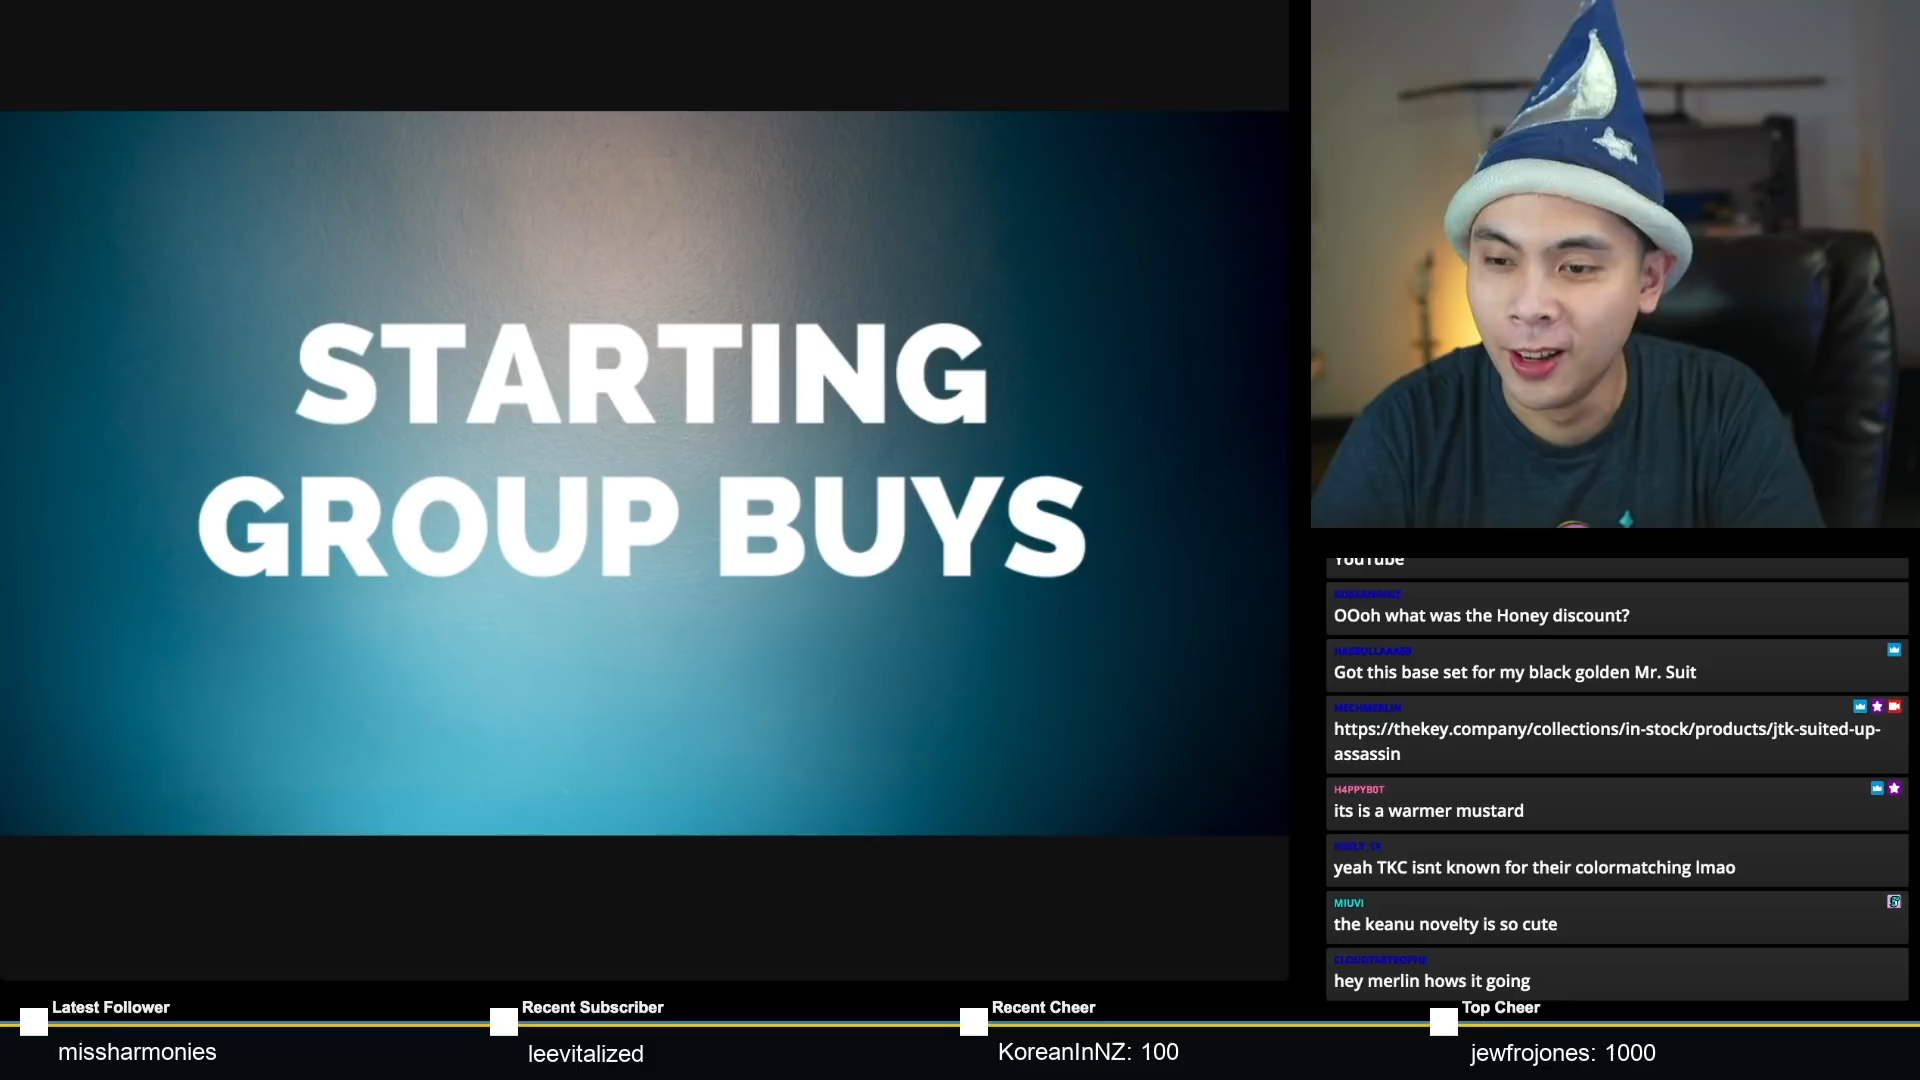 STARTING
GROUP BUYS
YouTube
OOoh what was the Honey discount?
Got this base set for my black golden Mr. Suit
MECHMERLIN
https://thekey.company/collections/in-stock/products/jtk-suited-up-
assassin
H4PPYB0T
its is a warmer mustard
yeah TKC isnt known for their colormatching lmao
MIUVI
the keanu novelty is so cute
CLOUDTASTROPHE
hey merlin hows it going
Latest Follower
missharmonies
Recent Subscriber
leevitalized
Recent Cheer
KoreanInNZ: 100
Top Cheer
jewfrojones: 1000